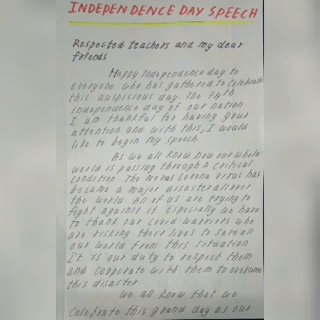 INDEPENDENCE DAY SPEECH
Respected teachers and my dear
friends
Happy Independence day to
everyone who has gathered to celebrate
this auspicious day the 74th
independence day of our nation
I am thankful for having your
attention and with this, I would
like to begin my speech.
As we all know now our whole
world is passing through a critical
condition. The Novel corona virus has
became a major disaster all over
the world. All of us are trying to
fight against it. Especially we have
to thank our covid warriors who
are risking there lives to save all
our world from this situation
It is our duty to respect them
and cooperate with them to overcome
this disaster.
We all know that we
celebrate this grand day as our